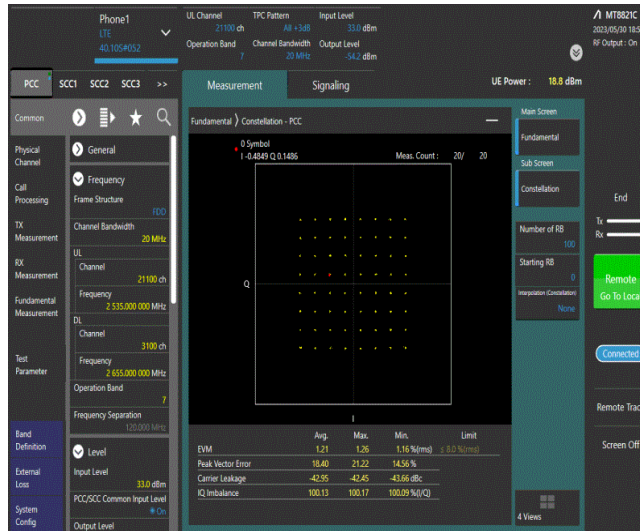 Phone1
LTE
40.10S#052
UL Channel
21100 ch
TPC Pattern
All +3dB
Input Level
33.0 dBm
Operation Band
7
Channel Bandwidth
20 MHz
Output Level
-54.2 dBm
MT8821C
2023/05/30 18:5
RF Output : On
PCC
SCC1
SCC2
SCC3
>>
Measurement
Signaling
UE Power : 18.8 dBm
Common
Physical
Channel
Call
Processing
TX
Measurement
RX
Measurement
Fundamental
Measurement
Test
Parameter
Band
Definition
External
Loss
System
Config
General
Frequency
Frame Structure
FDD
Channel Bandwidth
20 MHz
UL
Channel
21100 ch
Frequency
2 535.000 000 MHz
DL
Channel
3100 ch
Frequency
2 655.000 000 MHz
Operation Band
7
Frequency Separation
120.000 MHz
Level
Input Level
33.0 dBm
PCC/SCC Common Input Level
On
Output Level
Fundamental ❭ Constellation - PCC
0 Symbol
I -0.4849 Q 0.1486
Meas. Count : 20/ 20
Q
I
Avg. Max. Min. Limit
EVM 1.21 1.26 1.16 %(rms) ≤ 8.0 %(rms)
Peak Vector Error 18.40 21.22 14.56 %
Carrier Leakage -42.95 -42.45 -43.66 dBc
IQ Imbalance 100.13 100.17 100.09 %(I/Q)
Main Screen
Fundamental
Sub Screen
Constellation
Number of RB
100
Starting RB
0
Interpolation (Constellation)
None
4 Views
End
Tx
Rx
Remote
Go To Loca
Connected
Remote Trac
Screen Off